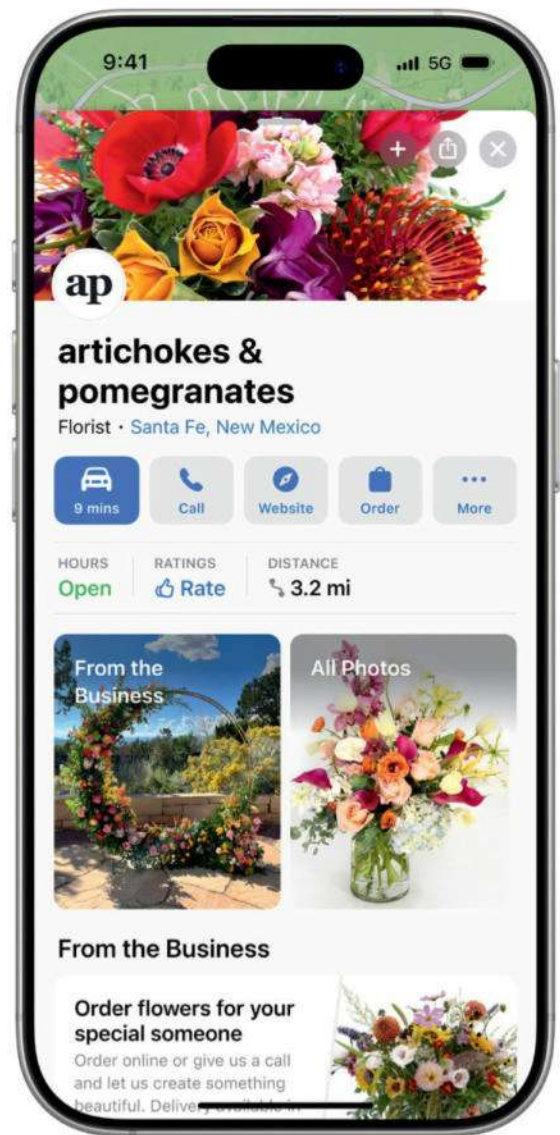 9:41
5G
ap
artichokes &
pomegranates
Florist · Santa Fe, New Mexico
9 mins
Call
Website
Order
More
HOURS
RATINGS
DISTANCE
Open
Rate
3.2 mi
From the
Business
All Photos
From the Business
Order flowers for your
special someone
Order online or give us a call
and let us create something
beautiful. Delivery available in